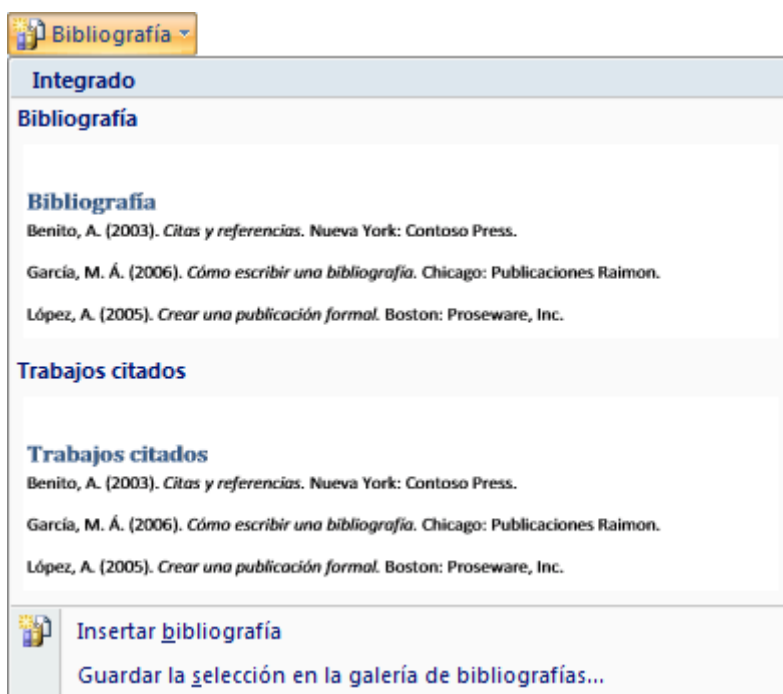 Bibliografía
Integrado
Bibliografía
Bibliografía
Benito, A. (2003). Citas y referencias. Nueva York: Contoso Press.
García, M. Á. (2006). Cómo escribir una bibliografía. Chicago: Publicaciones Raimon.
López, A. (2005). Crear una publicación formal. Boston: Proseware, Inc.
Trabajos citados
Trabajos citados
Benito, A. (2003). Citas y referencias. Nueva York: Contoso Press.
García, M. Á. (2006). Cómo escribir una bibliografía. Chicago: Publicaciones Raimon.
López, A. (2005). Crear una publicación formal. Boston: Proseware, Inc.
Insertar bibliografía
Guardar la selección en la galería de bibliografías...